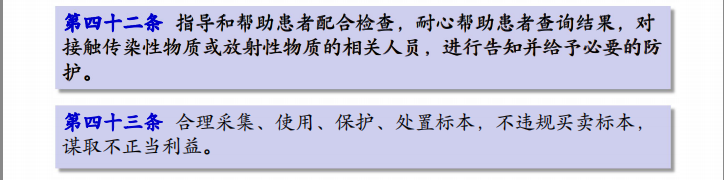 第四十二条 指导和帮助患者配合检查，耐心帮助患者查询结果，对
接触传染性物质或放射性物质的相关人员，进行告知并给予必要的防
护。
第四十三条 合理采集、使用、保护、处置标本，不违规买卖标本，
谋取不正当利益。